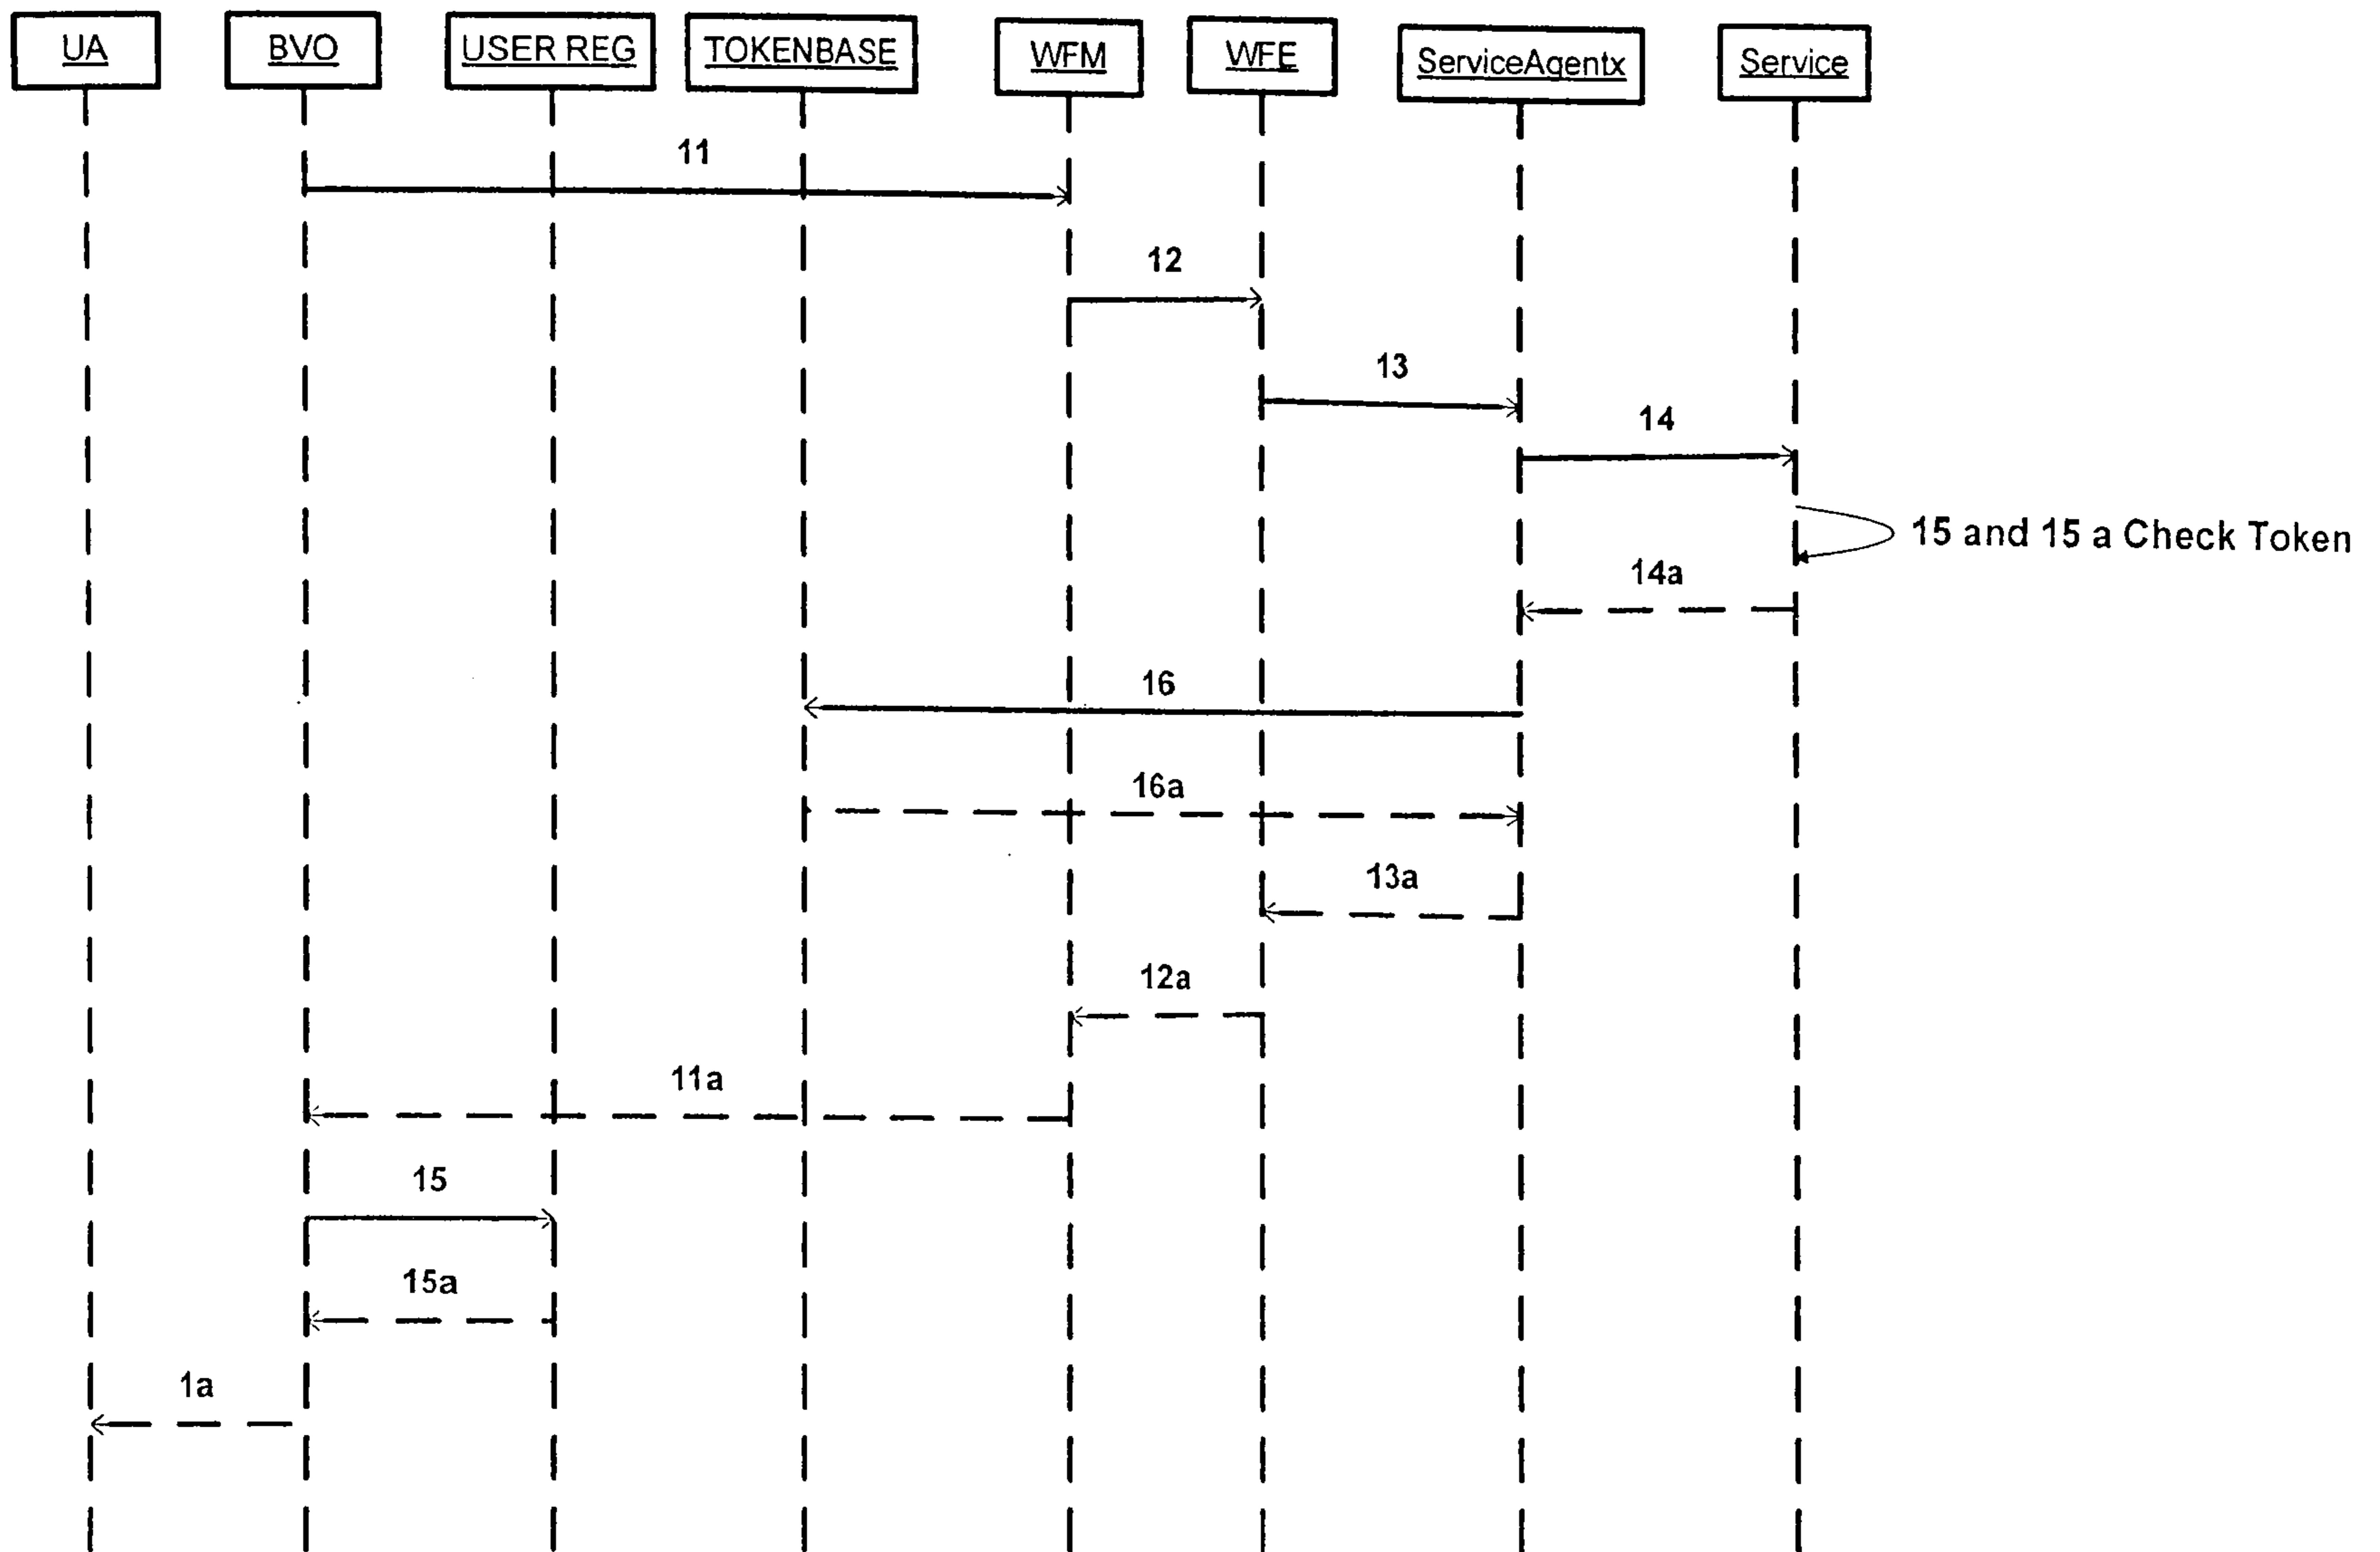 UA
BVO
USER REG
TOKENBASE
WFM
WFE
ServiceAgentx
Service
11
12
13
14
15 and 15 a Check Token
14a
16
16a
13a
12a
11a
15
15a
1a